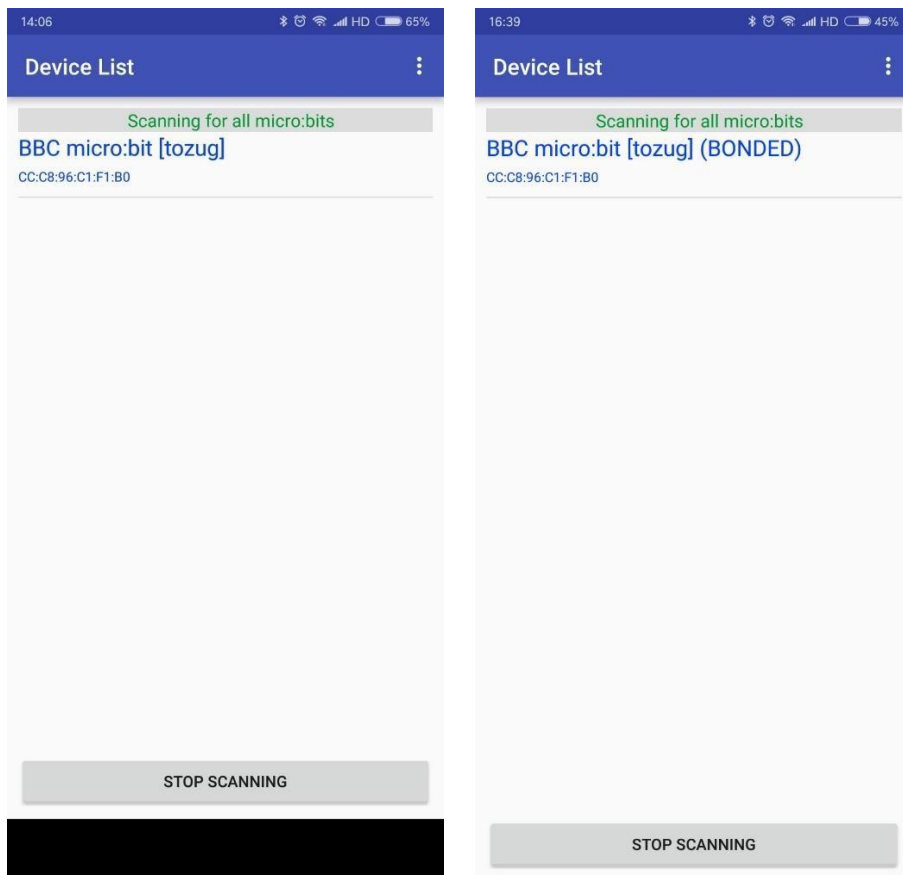 14:06 HD 65%
Device List
Scanning for all micro:bits
BBC micro:bit [tozug]
CC:C8:96:C1:F1:B0
STOP SCANNING
16:39 HD 45%
Device List
Scanning for all micro:bits
BBC micro:bit [tozug] (BONDED)
CC:C8:96:C1:F1:B0
STOP SCANNING